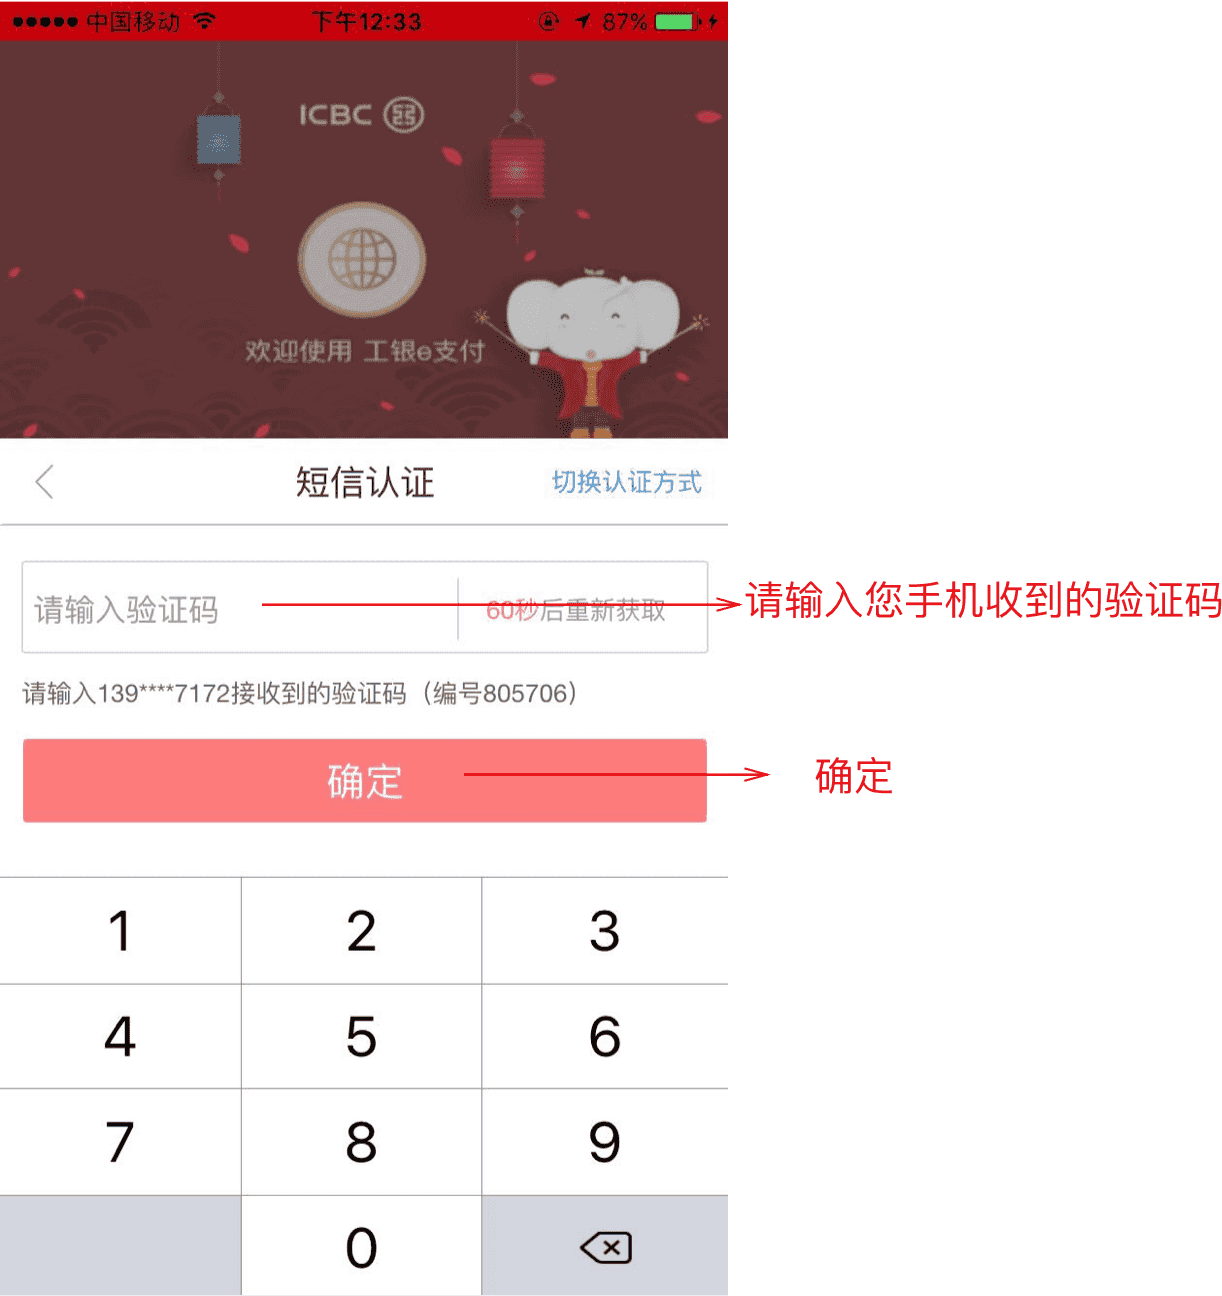 中国移动 下午12:33 87%
ICBC
欢迎使用 工银e支付
短信认证 切换认证方式
请输入验证码 60秒后重新获取 请输入您手机收到的验证码
请输入139****7172接收到的验证码（编号805706）
确定 确定
1 2 3
4 5 6
7 8 9
0